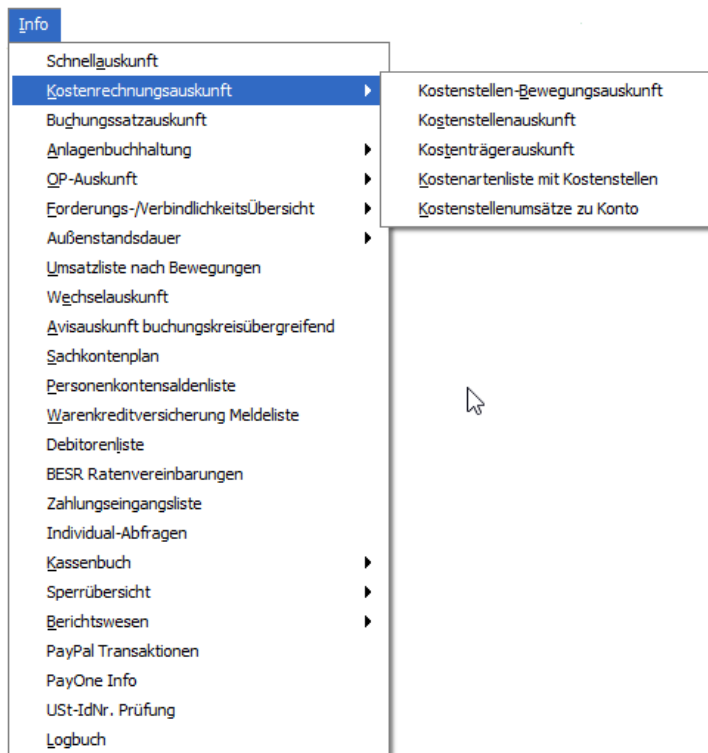 Info
Schnellauskunft
Kostenrechnungsauskunft
Buchungssatzauskunft
Anlagenbuchhaltung
OP-Auskunft
Forderungs-/VerbindlichkeitsÜbersicht
Außenstandsdauer
Umsatzliste nach Bewegungen
Wechselauskunft
Avisauskunft buchungskreisübergreifend
Sachkontenplan
Personenkontensaldenliste
Warenkreditversicherung Meldeliste
Debitorenliste
BESR Ratenvereinbarungen
Zahlungseingangsliste
Individual-Abfragen
Kassenbuch
Sperrübersicht
Berichtswesen
PayPal Transaktionen
PayOne Info
USt-IdNr. Prüfung
Logbuch
Kostenstellen-Bewegungsauskunft
Kostenstellenauskunft
Kostenträgerauskunft
Kostenartenliste mit Kostenstellen
Kostenstellenumsätze zu Konto